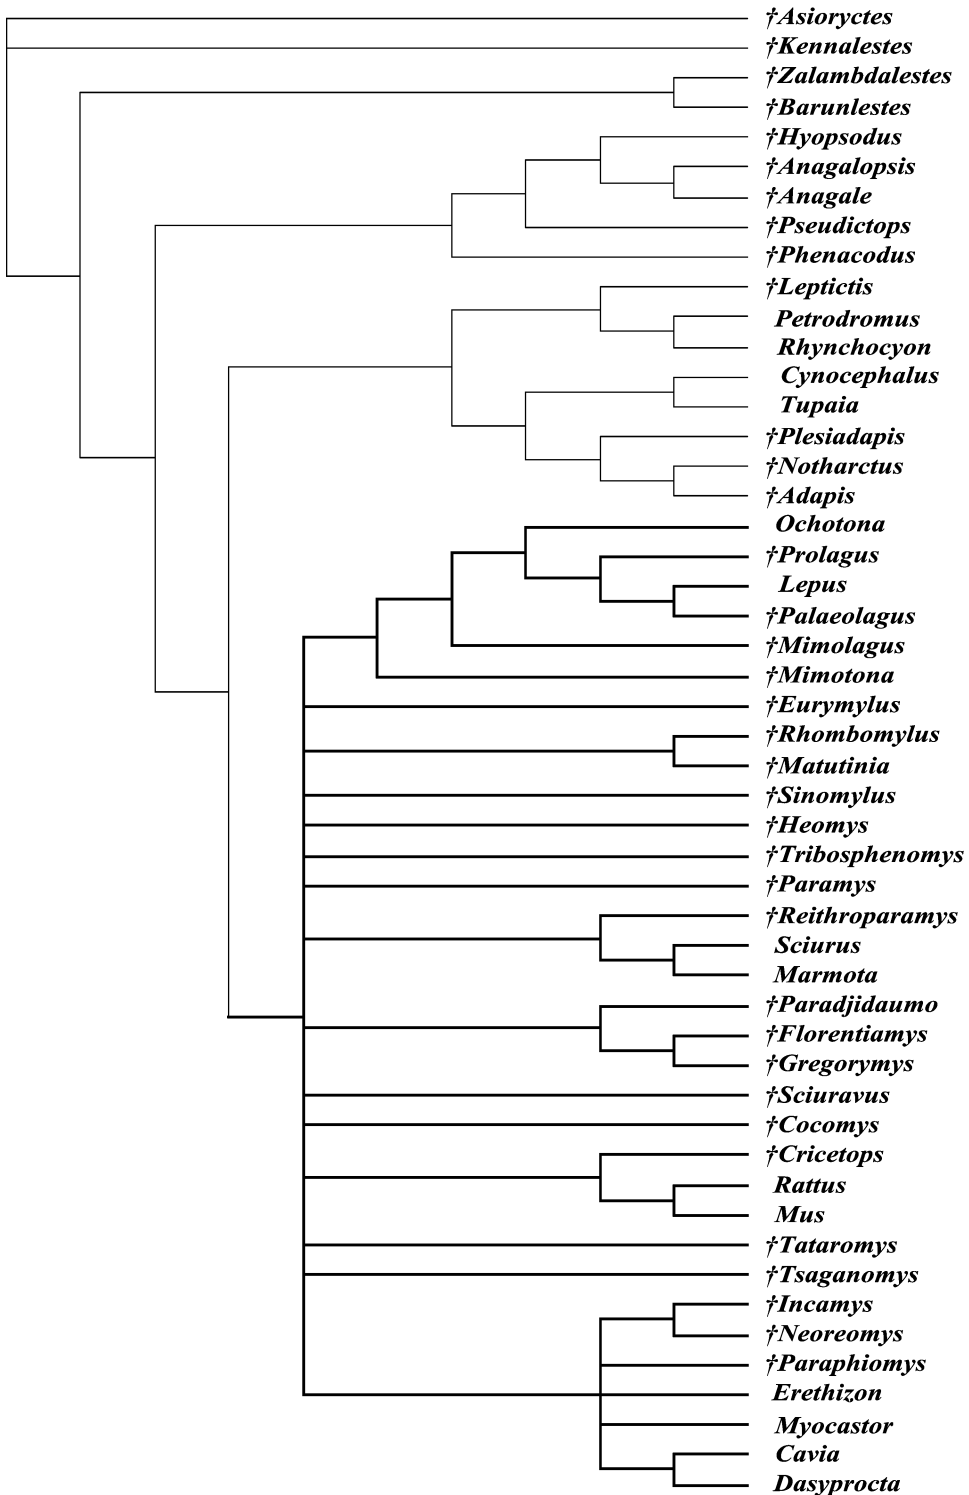 †Asioryctes
†Kennalestes
†Zalambdalestes
†Barunlestes
†Hyopsodus
†Anagalopsis
†Anagale
†Pseudictops
†Phenacodus
†Leptictis
Petrodromus
Rhynchocyon
Cynocephalus
Tupaia
†Plesiadapis
†Notharctus
†Adapis
Ochotona
†Prolagus
Lepus
†Palaeolagus
†Mimolagus
†Mimotona
†Eurymylus
†Rhombomylus
†Matutinia
†Sinomylus
†Heomys
†Tribosphenomys
†Paramys
†Reithroparamys
Sciurus
Marmota
†Paradjidaumo
†Florentiamys
†Gregorymys
†Sciuravus
†Cocomys
†Cricetops
Rattus
Mus
†Tataromys
†Tsaganomys
†Incamys
†Neoreomys
†Paraphiomys
Erethizon
Myocastor
Cavia
Dasyprocta